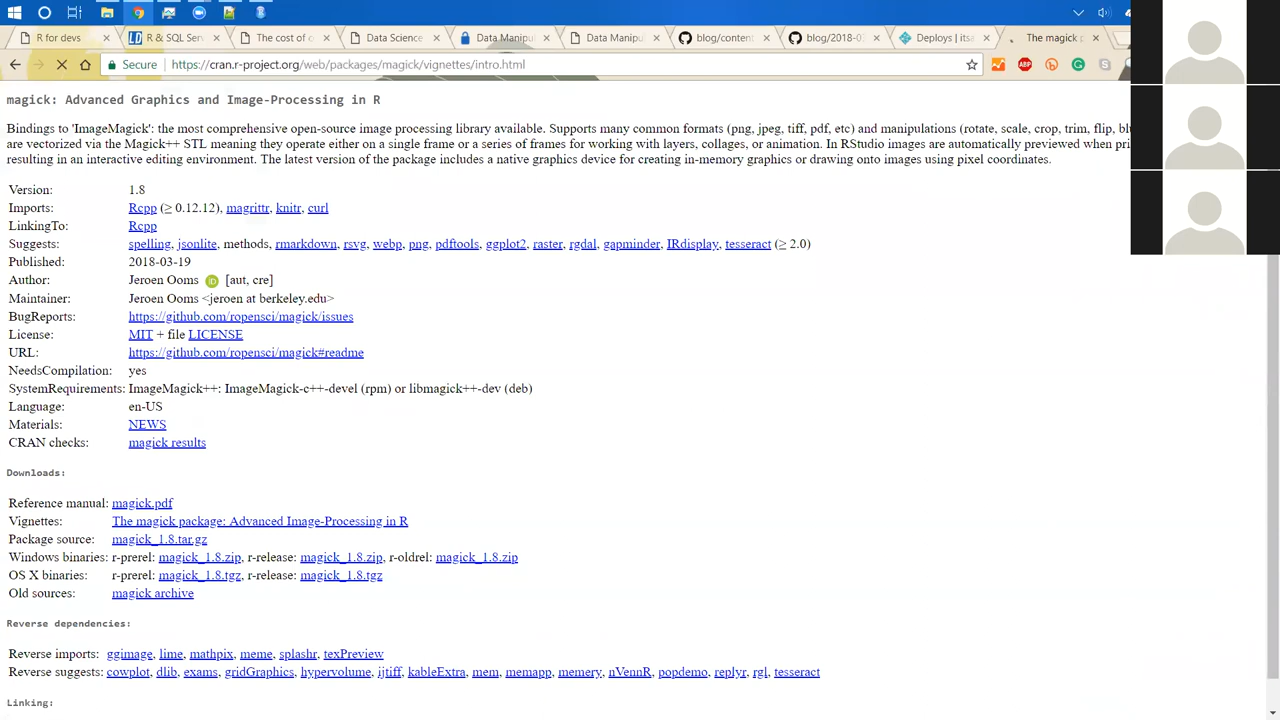 R for devs
R & SQL Ser
The cost of
Data Science
Data Manipul
Data Manipul
blog/content
blog/2018-03
Deploys | itsa
The magick p
Secure
https://cran.r-project.org/web/packages/magick/vignettes/intro.html
ABP
magick: Advanced Graphics and Image-Processing in R
Bindings to 'ImageMagick': the most comprehensive open-source image processing library available. Supports many common formats (png, jpeg, tiff, pdf, etc) and manipulations (rotate, scale, crop, trim, flip, blu
are vectorized via the Magick++ STL meaning they operate either on a single frame or a series of frames for working with layers, collages, or animation. In RStudio images are automatically previewed when pri
resulting in an interactive editing environment. The latest version of the package includes a native graphics device for creating in-memory graphics or drawing onto images using pixel coordinates.
Version: 1.8
Imports: Rcpp (≥ 0.12.12), magrittr, knitr, curl
LinkingTo: Rcpp
Suggests: spelling, jsonlite, methods, rmarkdown, rsvg, webp, png, pdftools, ggplot2, raster, rgdal, gapminder, IRdisplay, tesseract (≥ 2.0)
Published: 2018-03-19
Author: Jeroen Ooms iD [aut, cre]
Maintainer: Jeroen Ooms <jeroen at berkeley.edu>
BugReports: https://github.com/ropensci/magick/issues
License: MIT + file LICENSE
URL: https://github.com/ropensci/magick#readme
NeedsCompilation: yes
SystemRequirements: ImageMagick++: ImageMagick-c++-devel (rpm) or libmagick++-dev (deb)
Language: en-US
Materials: NEWS
CRAN checks: magick results
Downloads:
Reference manual: magick.pdf
Vignettes: The magick package: Advanced Image-Processing in R
Package source: magick_1.8.tar.gz
Windows binaries: r-prerel: magick_1.8.zip, r-release: magick_1.8.zip, r-oldrel: magick_1.8.zip
OS X binaries: r-prerel: magick_1.8.tgz, r-release: magick_1.8.tgz
Old sources: magick archive
Reverse dependencies:
Reverse imports: ggimage, lime, mathpix, meme, splashr, texPreview
Reverse suggests: cowplot, dlib, exams, gridGraphics, hypervolume, ijtiff, kableExtra, mem, memapp, memery, nVennR, popdemo, replyr, rgl, tesseract
Linking: